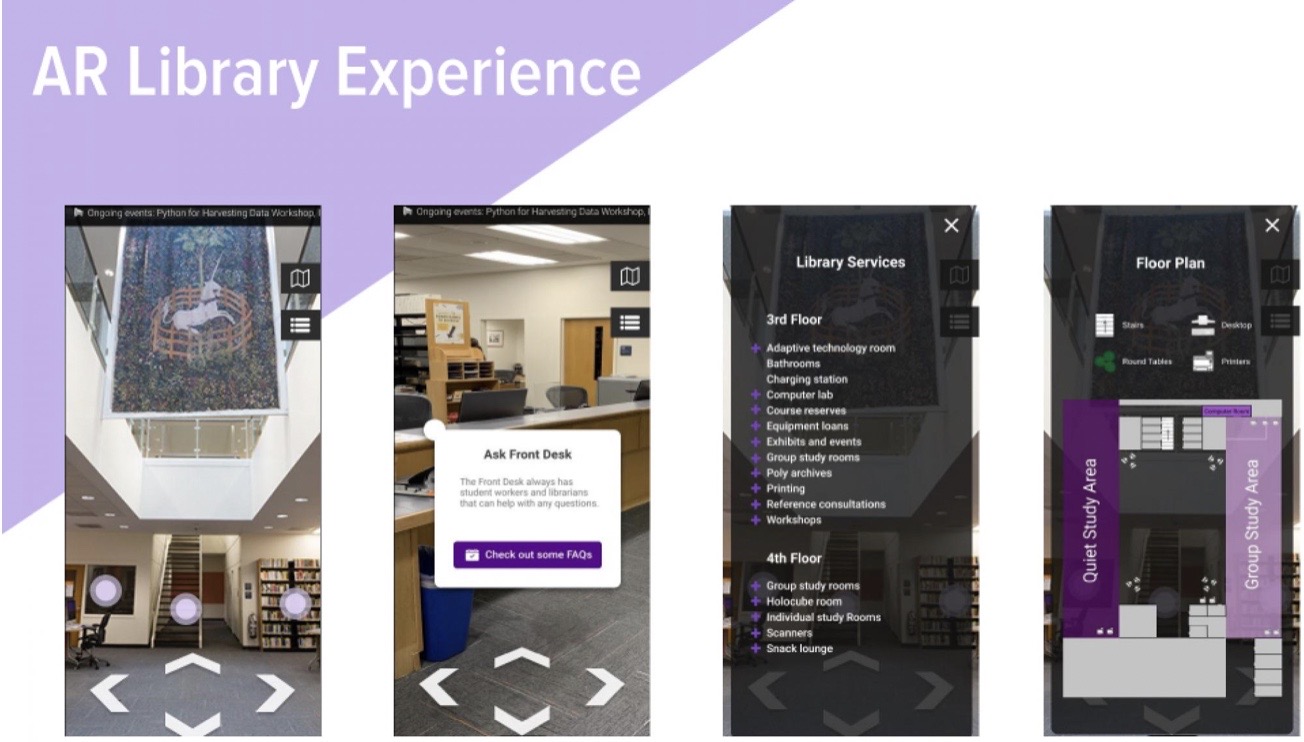 AR Library Experience
Ongoing events: Python for Harvesting Data Workshop,
Ongoing events: Python for Harvesting Data Workshop,
Ask Front Desk
The Front Desk always has
student workers and librarians
that can help with any questions.
Check out some FAQs
Library Services
3rd Floor
+ Adaptive technology room
Bathrooms
Charging station
+ Computer lab
+ Course reserves
+ Equipment loans
+ Exhibits and events
+ Group study rooms
+ Poly archives
+ Printing
+ Reference consultations
+ Workshops
4th Floor
+ Group study rooms
+ Holocube room
+ Individual study Rooms
+ Scanners
+ Snack lounge
Floor Plan
Stairs
Desktop
Round Tables
Printers
Computer Room
Quiet Study Area
Group Study Area